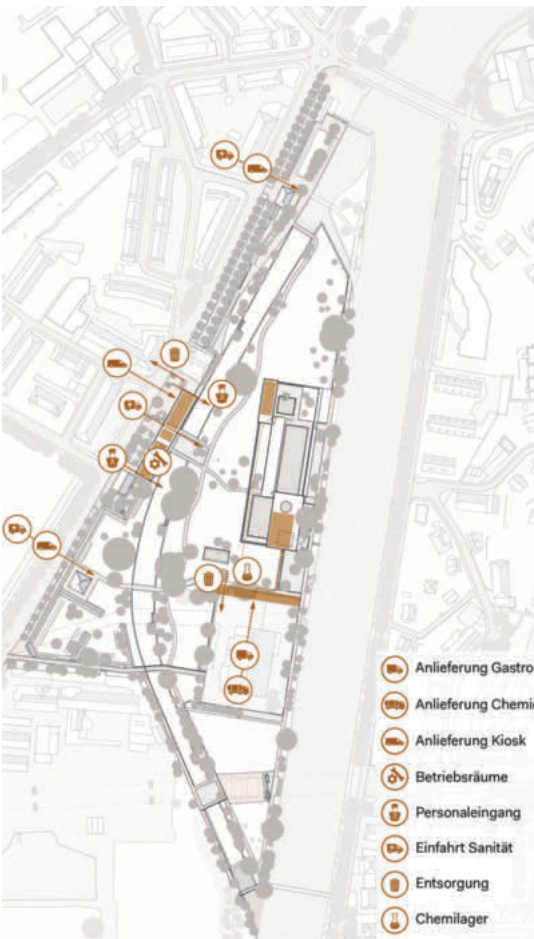 Anlieferung Gastro
Anlieferung Chemi
Anlieferung Kiosk
Betriebsräume
Personaleingang
Einfahrt Sanität
Entsorgung
Chemilager